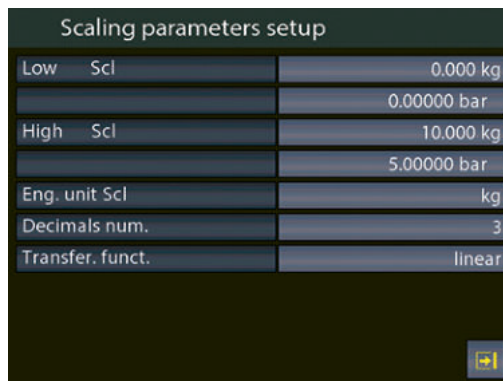 Scaling parameters setup
Low Scl 0.000 kg
0.00000 bar
High Scl 10.000 kg
5.00000 bar
Eng. unit Scl kg
Decimals num. 3
Transfer. funct. linear